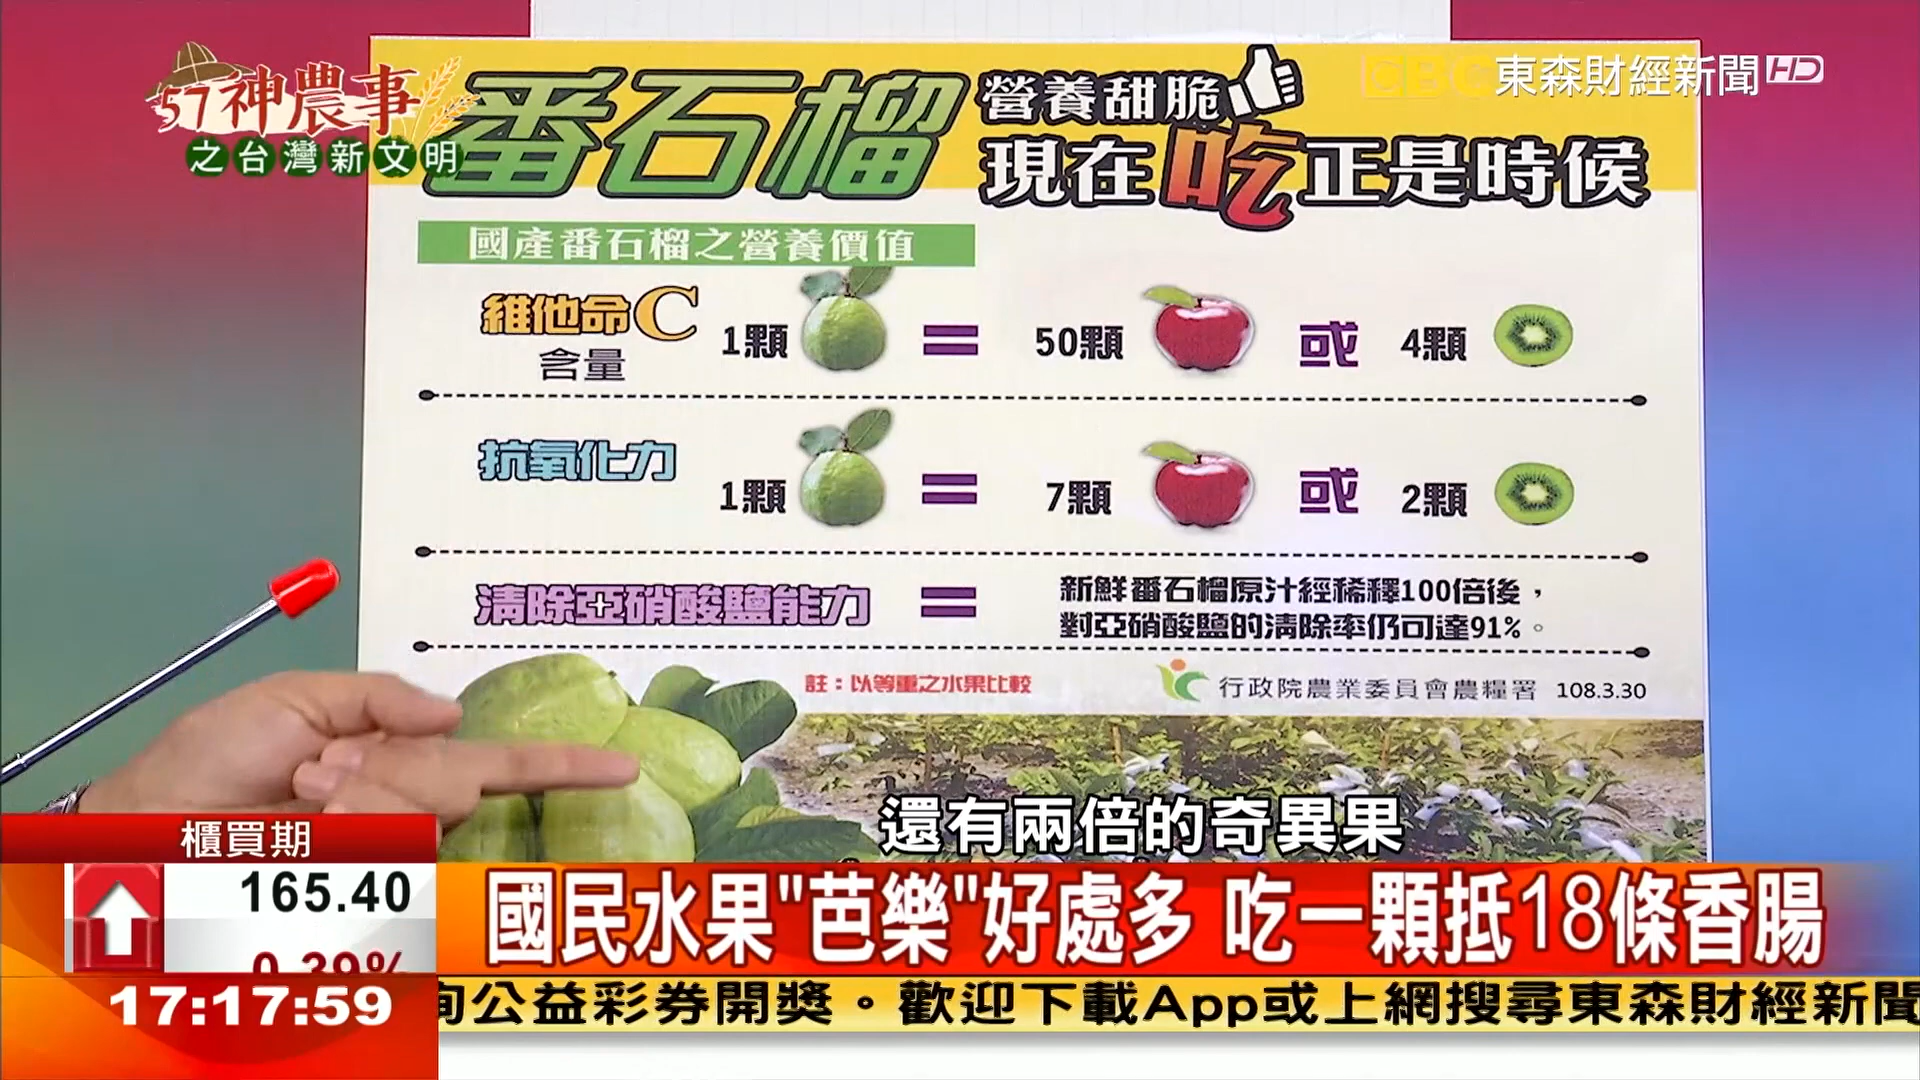 57神農事
之台灣新文明
番石榴
營養甜脆
現在吃正是時候
東森財經新聞HD
國產番石榴之營養價值
維他命C
含量
1顆 = 50顆 或 4顆
抗氧化力
1顆 = 7顆 或 2顆
清除亞硝酸鹽能力 = 新鮮番石榴原汁經稀釋100倍後，
對亞硝酸鹽的清除率仍可達91%。
註：以等重之水果比較
行政院農業委員會農糧署 108.3.30
還有兩倍的奇異果
櫃買期
165.40
0.39%
國民水果"芭樂"好處多 吃一顆抵18條香腸
17:17:59
詢公益彩券開獎。歡迎下載App或上網搜尋東森財經新聞